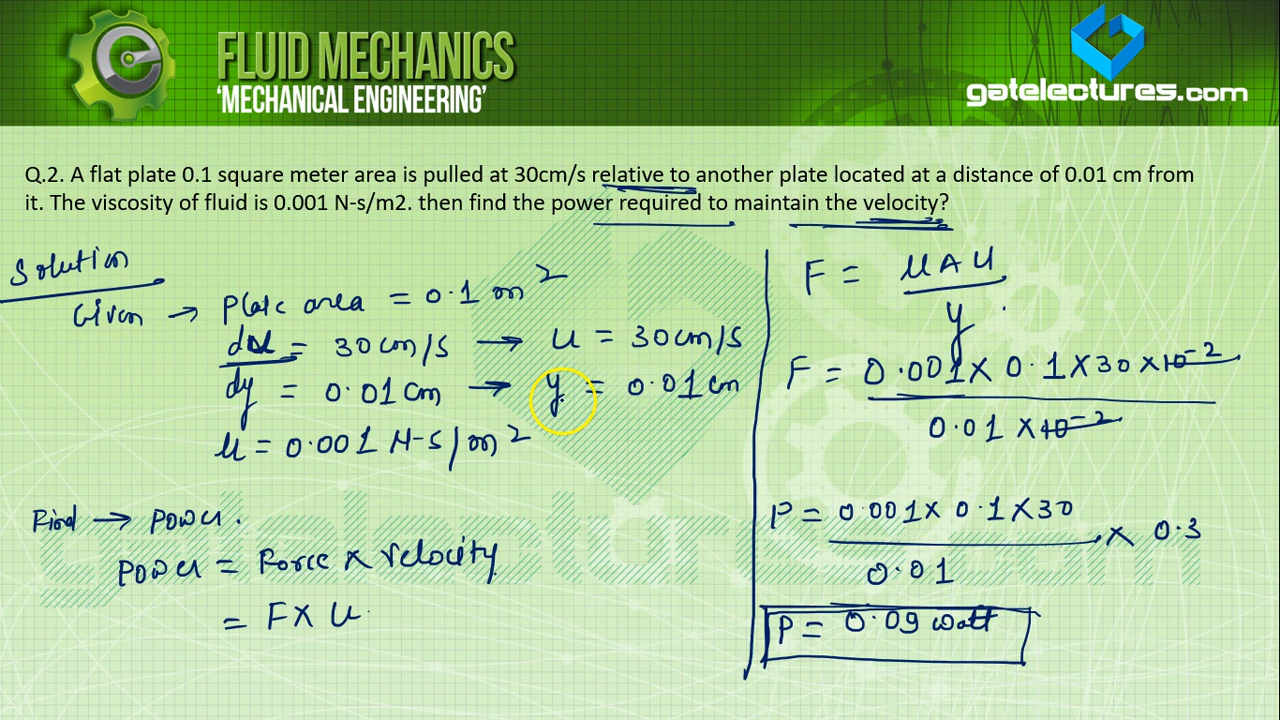 FLUID MECHANICS
'MECHANICAL ENGINEERING'
gatelectures.com
Q.2. A flat plate 0.1 square meter area is pulled at 30cm/s relative to another plate located at a distance of 0.01 cm from
it. The viscosity of fluid is 0.001 N-s/m2. then find the power required to maintain the velocity?
Solution
Given → Plate area = 0.1 m²
du = 30 cm/s → u = 30 cm/s
dy = 0.01 cm → y = 0.01 cm
μ = 0.001 N-s/m²
Find → Power.
Power = Force × velocity
= F × u.
F = μAu / y
F = 0.001 × 0.1 × 30 × 10⁻² / 0.01 × 10⁻²
P = 0.001 × 0.1 × 30 / 0.01 × 0.3
P = 0.09 watt